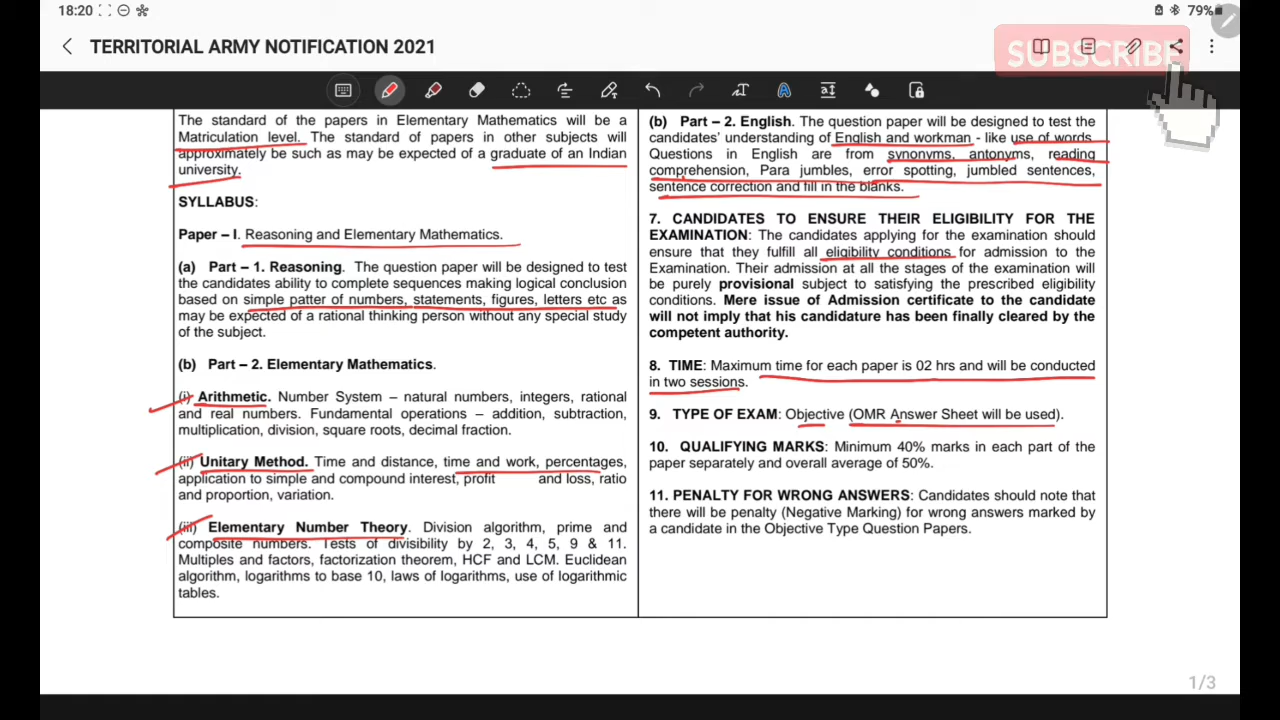 18:20
79%
TERRITORIAL ARMY NOTIFICATION 2021
SUBSCRIBE
The standard of the papers in Elementary Mathematics will be a
Matriculation level. The standard of papers in other subjects will
approximately be such as may be expected of a graduate of an Indian
university.
SYLLABUS:
Paper – I. Reasoning and Elementary Mathematics.
(a) Part – 1. Reasoning. The question paper will be designed to test
the candidates ability to complete sequences making logical conclusion
based on simple patter of numbers, statements, figures, letters etc as
may be expected of a rational thinking person without any special study
of the subject.
(b) Part – 2. Elementary Mathematics.
(i) Arithmetic. Number System – natural numbers, integers, rational
and real numbers. Fundamental operations – addition, subtraction,
multiplication, division, square roots, decimal fraction.
(ii) Unitary Method. Time and distance, time and work, percentages,
application to simple and compound interest, profit and loss, ratio
and proportion, variation.
(iii) Elementary Number Theory. Division algorithm, prime and
composite numbers. Tests of divisibility by 2, 3, 4, 5, 9 & 11.
Multiples and factors, factorization theorem, HCF and LCM. Euclidean
algorithm, logarithms to base 10, laws of logarithms, use of logarithmic
tables.
(b) Part – 2. English. The question paper will be designed to test the
candidates' understanding of English and workman - like use of words.
Questions in English are from synonyms, antonyms, reading
comprehension, Para jumbles, error spotting, jumbled sentences,
sentence correction and fill in the blanks.
7. CANDIDATES TO ENSURE THEIR ELIGIBILITY FOR THE
EXAMINATION: The candidates applying for the examination should
ensure that they fulfill all eligibility conditions for admission to the
Examination. Their admission at all the stages of the examination will
be purely provisional subject to satisfying the prescribed eligibility
conditions. Mere issue of Admission certificate to the candidate
will not imply that his candidature has been finally cleared by the
competent authority.
8. TIME: Maximum time for each paper is 02 hrs and will be conducted
in two sessions.
9. TYPE OF EXAM: Objective (OMR Answer Sheet will be used).
10. QUALIFYING MARKS: Minimum 40% marks in each part of the
paper separately and overall average of 50%.
11. PENALTY FOR WRONG ANSWERS: Candidates should note that
there will be penalty (Negative Marking) for wrong answers marked by
a candidate in the Objective Type Question Papers.
1/3